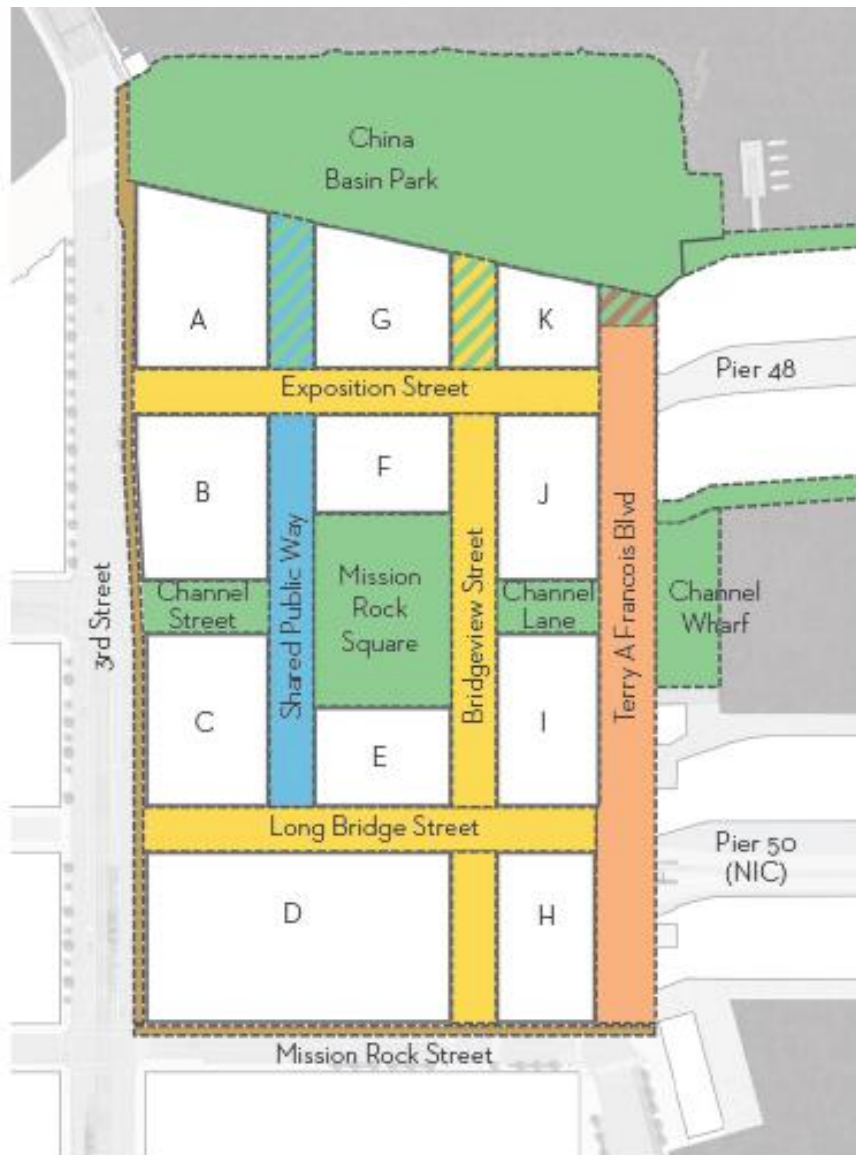 China
Basin Park
A
G
K
Pier 48
Exposition Street
B
F
J
3rd Street
Channel
Street
Shared Public Way
Mission
Rock
Square
Bridgeview Street
Channel
Lane
Terry A Francois Blvd
Channel
Wharf
C
E
I
Long Bridge Street
D
H
Pier 50
(NIC)
Mission Rock Street